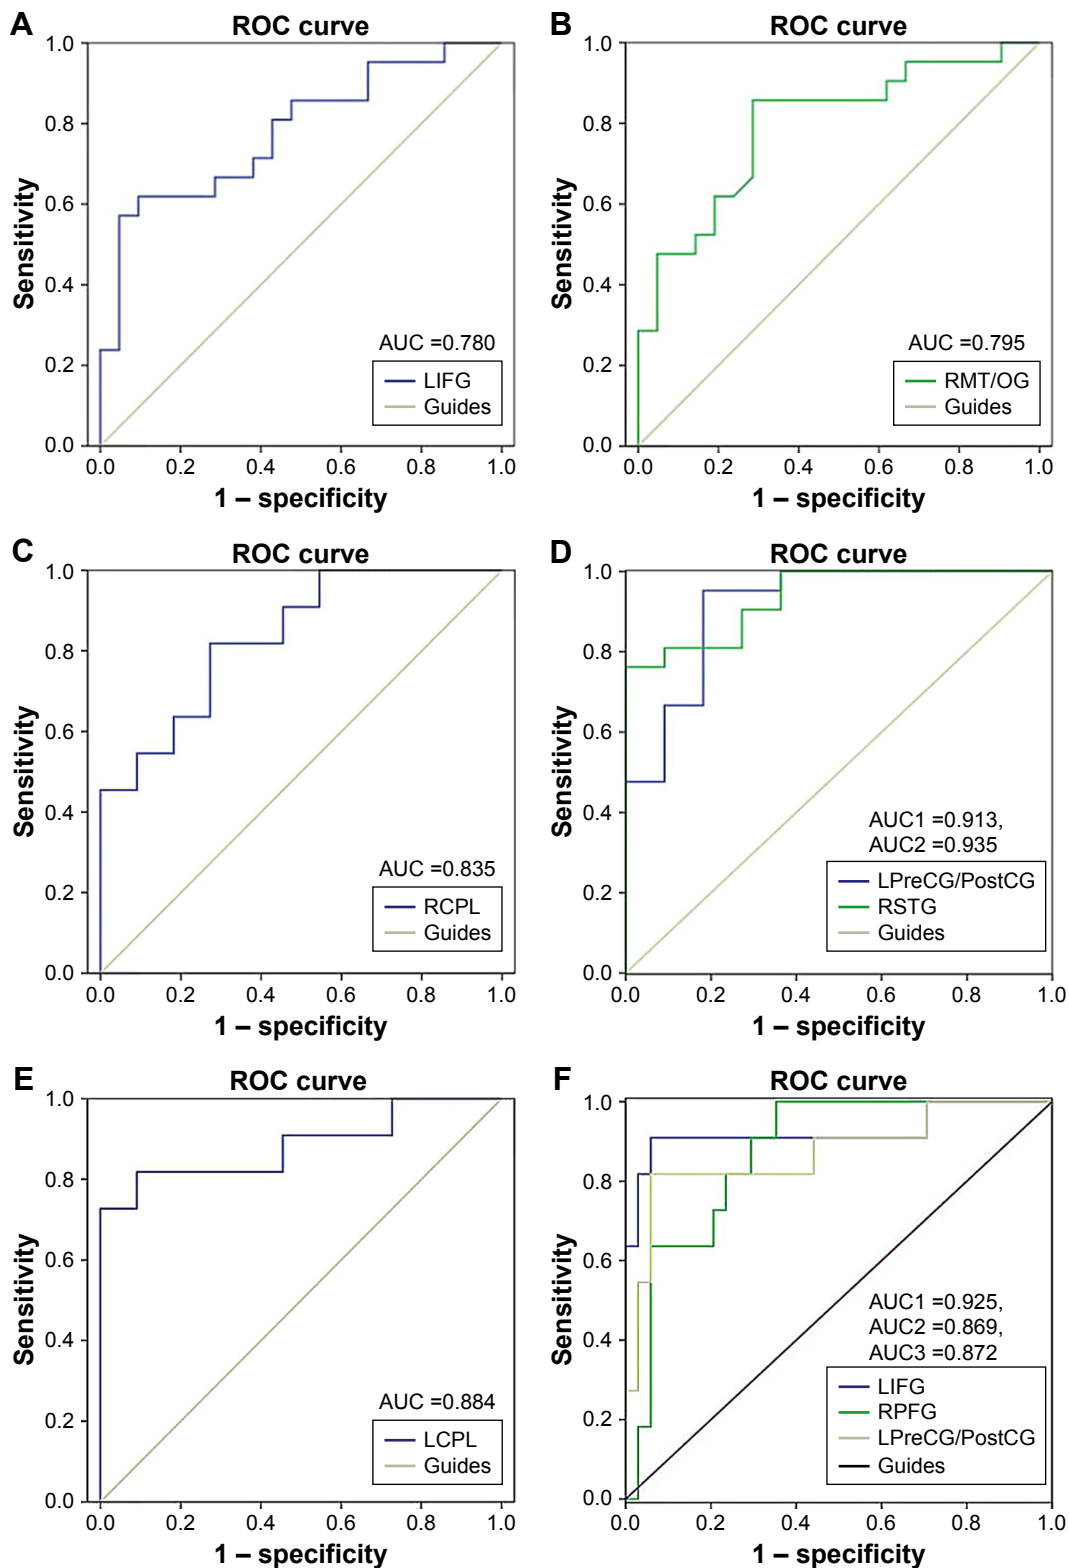 A
ROC curve
1.0
0.8
0.6
0.4
0.2
0.0
Sensitivity
AUC =0.780
LIFG
Guides
0.0 0.2 0.4 0.6 0.8 1.0
1 – specificity
B
ROC curve
1.0
0.8
0.6
0.4
0.2
0.0
Sensitivity
AUC =0.795
RMT/OG
Guides
0.0 0.2 0.4 0.6 0.8 1.0
1 – specificity
C
ROC curve
1.0
0.8
0.6
0.4
0.2
0.0
Sensitivity
AUC =0.835
RCPL
Guides
0.0 0.2 0.4 0.6 0.8 1.0
1 – specificity
D
ROC curve
1.0
0.8
0.6
0.4
0.2
0.0
Sensitivity
AUC1 =0.913,
AUC2 =0.935
LPreCG/PostCG
RSTG
Guides
0.0 0.2 0.4 0.6 0.8 1.0
1 – specificity
E
ROC curve
1.0
0.8
0.6
0.4
0.2
0.0
Sensitivity
AUC =0.884
LCPL
Guides
0.0 0.2 0.4 0.6 0.8 1.0
1 – specificity
F
ROC curve
1.0
0.8
0.6
0.4
0.2
0.0
Sensitivity
AUC1 =0.925,
AUC2 =0.869,
AUC3 =0.872
LIFG
RPFG
LPreCG/PostCG
Guides
0.0 0.2 0.4 0.6 0.8 1.0
1 – specificity